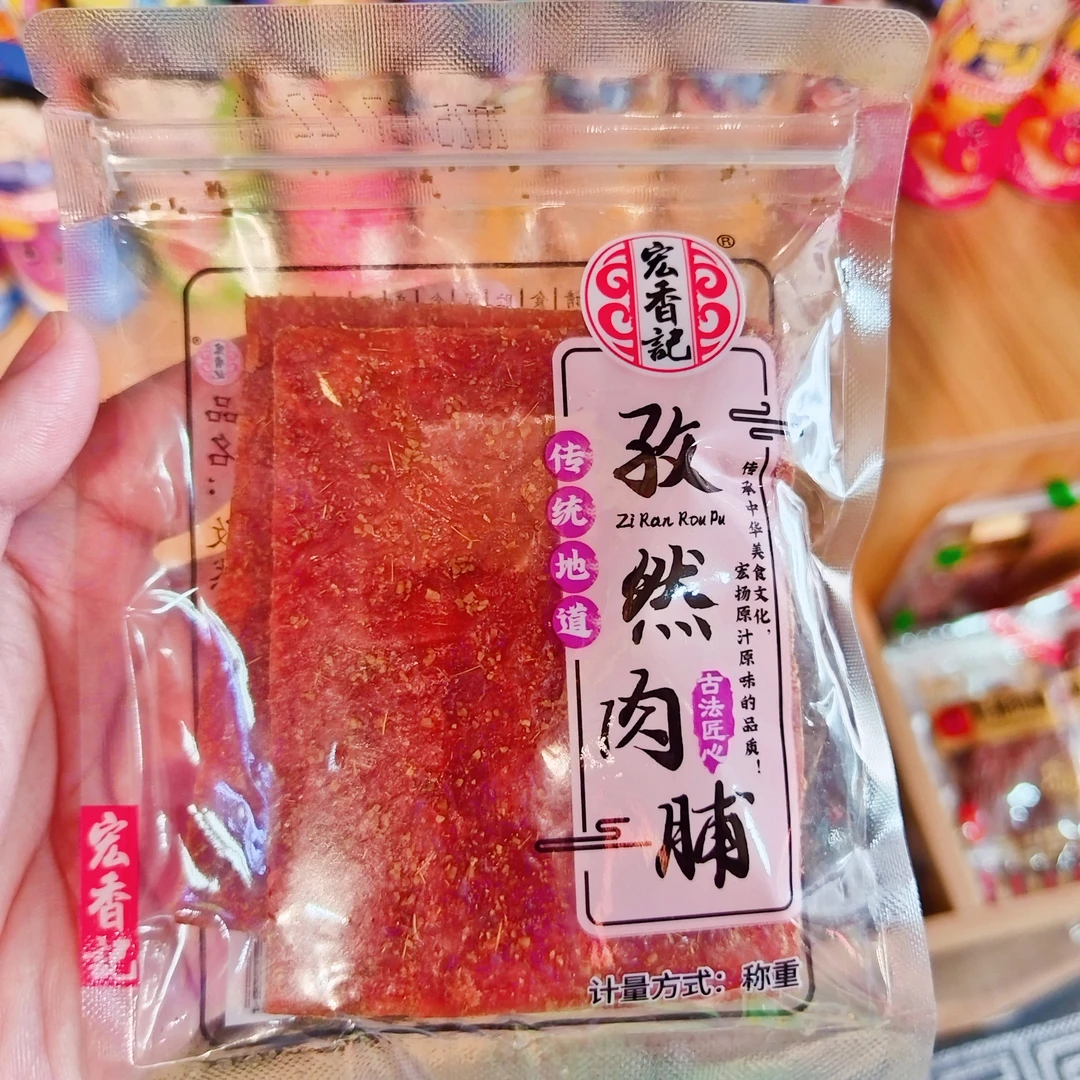 宏香記
®
孜然肉脯
Zi Ran Rou Pu
传统地道
传承中华美食文化，
宏扬原汁原味的品质！
古法匠心
计量方式：称重
宏香記
品名：